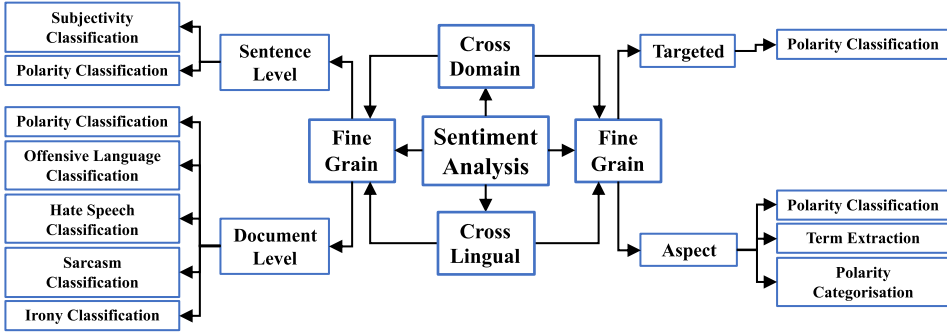 Subjectivity
Classification
Polarity Classification
Sentence
Level
Polarity Classification
Offensive Language
Classification
Hate Speech
Classification
Sarcasm
Classification
Irony Classification
Document
Level
Fine
Grain
Cross
Domain
Sentiment
Analysis
Cross
Lingual
Fine
Grain
Targeted
Polarity Classification
Aspect
Polarity Classification
Term Extraction
Polarity
Categorisation